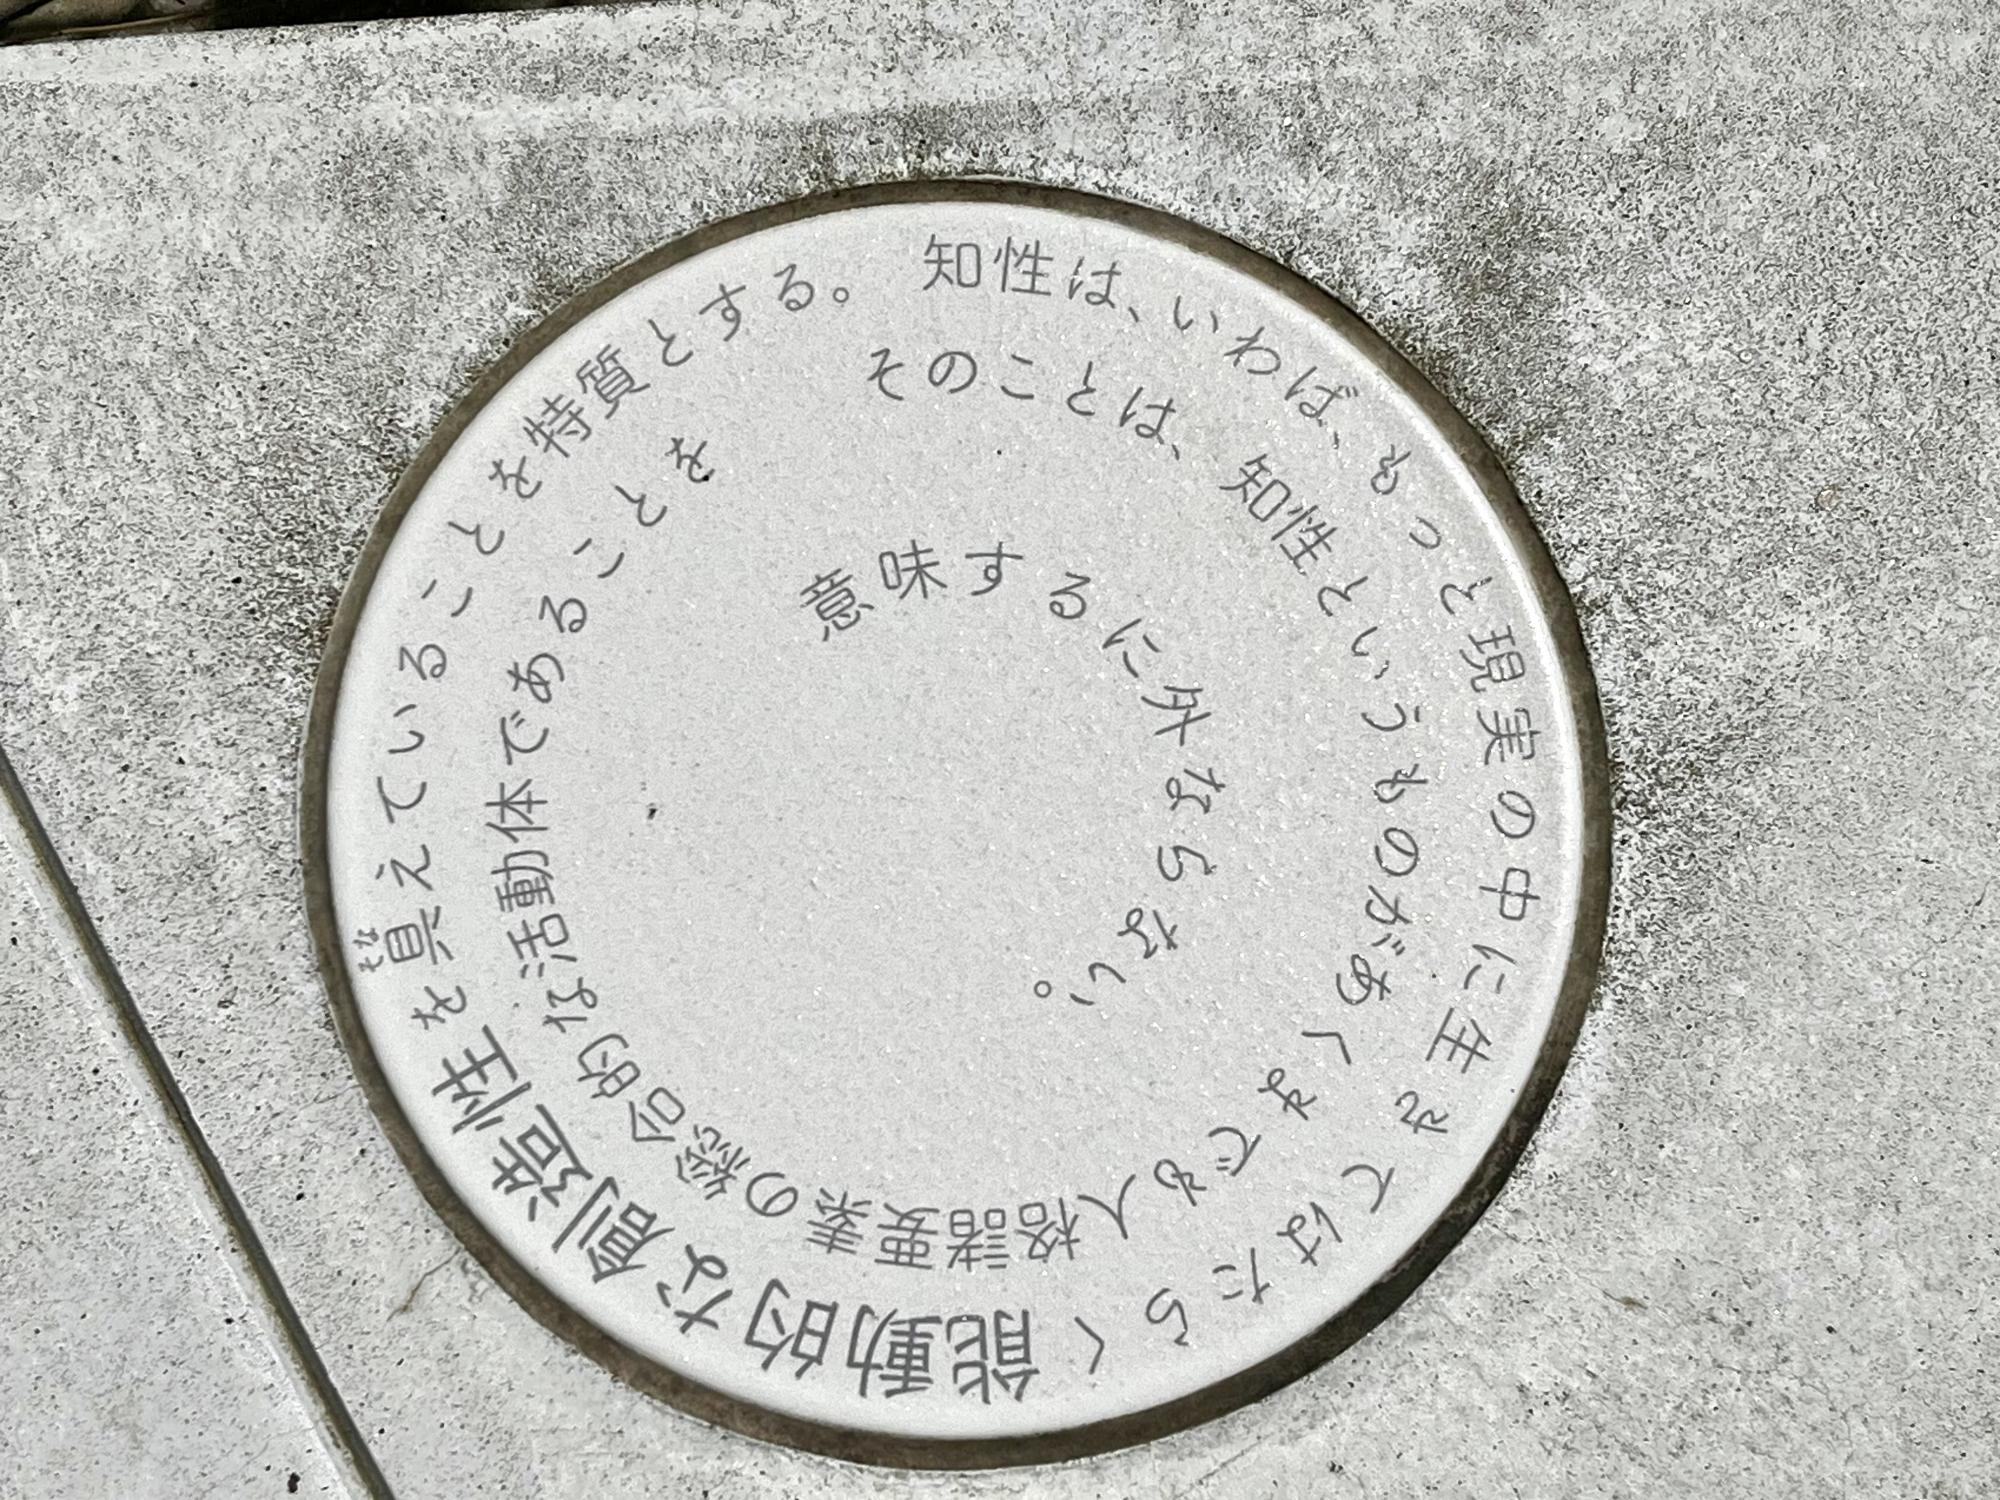 知性は、いわば、もっと現実の中に生きてはたらく能動的な創造性を具えていることを特質とする。
そな
そのことは、知性というものがあくまでも人格諸要素の総合的な活動体であることを
意味するに外ならない。